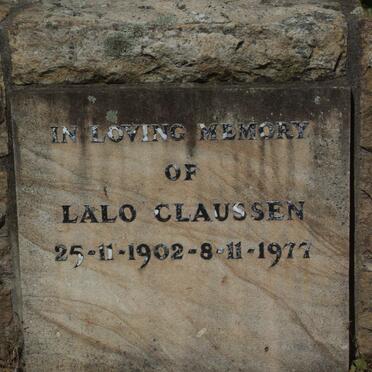 IN LOVING MEMORY
OF
LALO CLAUSSEN
25-11-1902-8-11-1977